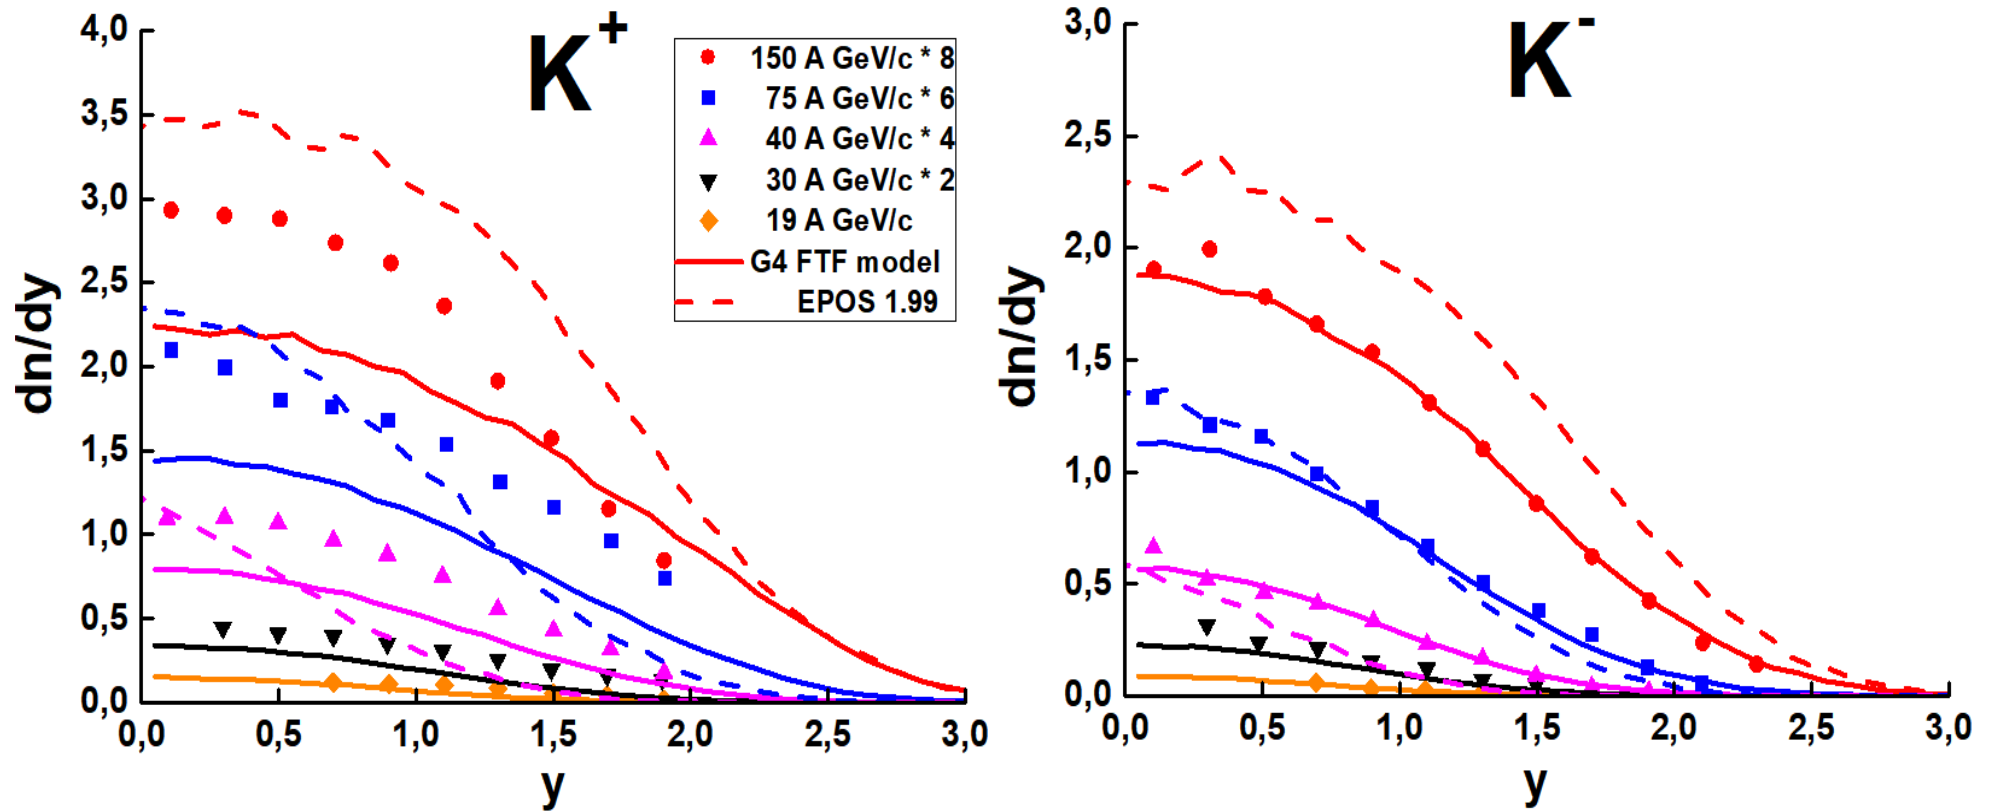 K+
4,0
3,5
3,0
2,5
2,0
1,5
1,0
0,5
0,0
dn/dy
150 A GeV/c * 8
75 A GeV/c * 6
40 A GeV/c * 4
30 A GeV/c * 2
19 A GeV/c
G4 FTF model
EPOS 1.99
0,0 0,5 1,0 1,5 2,0 2,5 3,0
y
K-
3,0
2,5
2,0
1,5
1,0
0,5
0,0
dn/dy
0,0 0,5 1,0 1,5 2,0 2,5 3,0
y